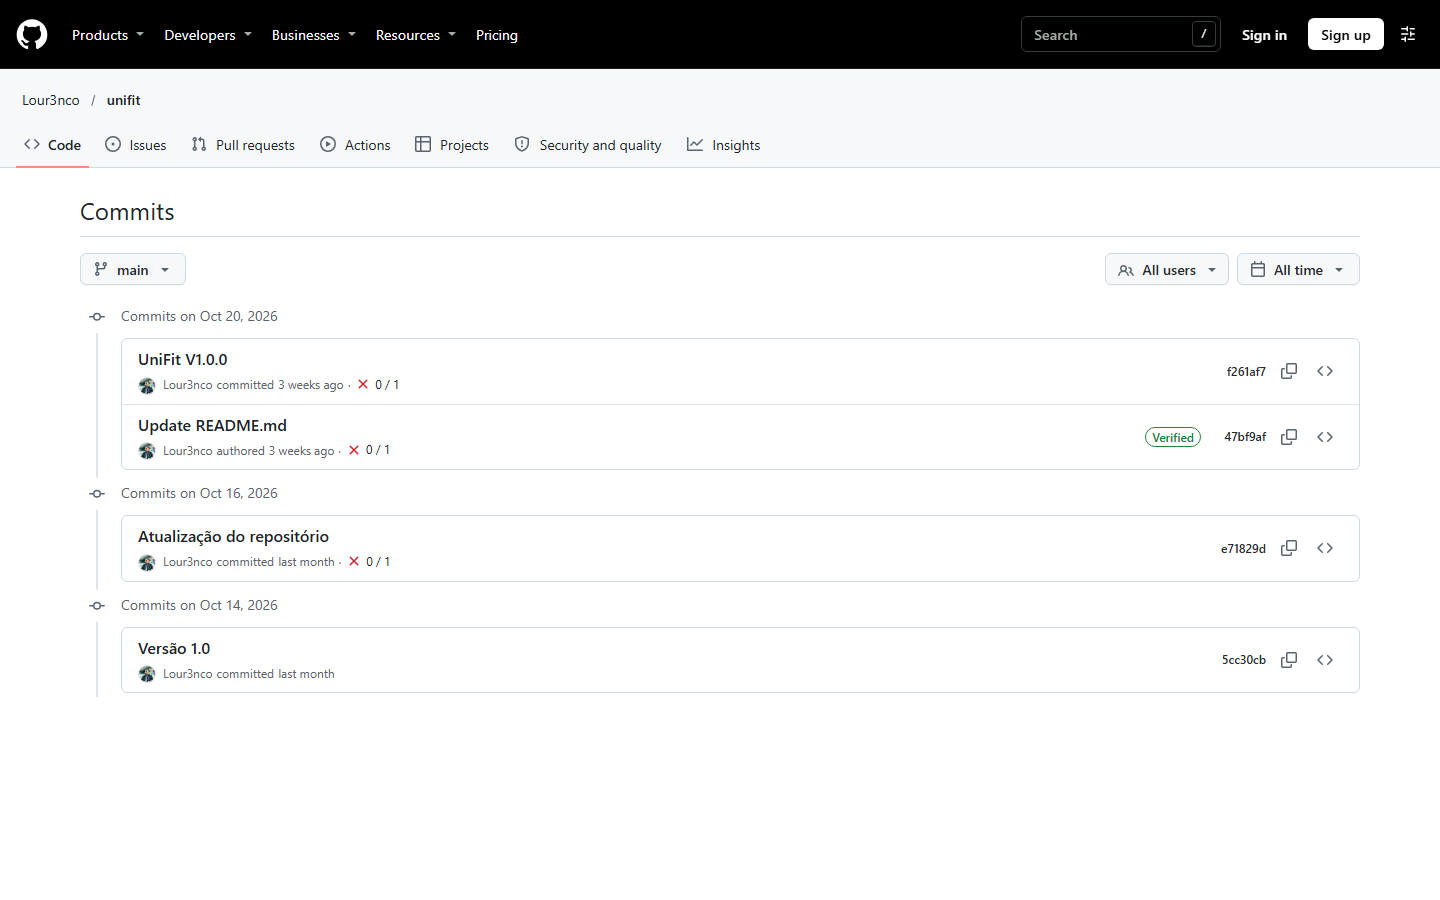 Products Developers Businesses Resources Pricing Search / Sign in Sign up
Lour3nco / unifit
Code Issues Pull requests Actions Projects Security and quality Insights
Commits
main All users All time
Commits on Oct 20, 2026
UniFit V1.0.0
Lour3nco committed 3 weeks ago · 0 / 1 f261af7
Update README.md
Lour3nco authored 3 weeks ago · 0 / 1 Verified 47bf9af
Commits on Oct 16, 2026
Atualização do repositório
Lour3nco committed last month · 0 / 1 e71829d
Commits on Oct 14, 2026
Versão 1.0
Lour3nco committed last month 5cc30cb